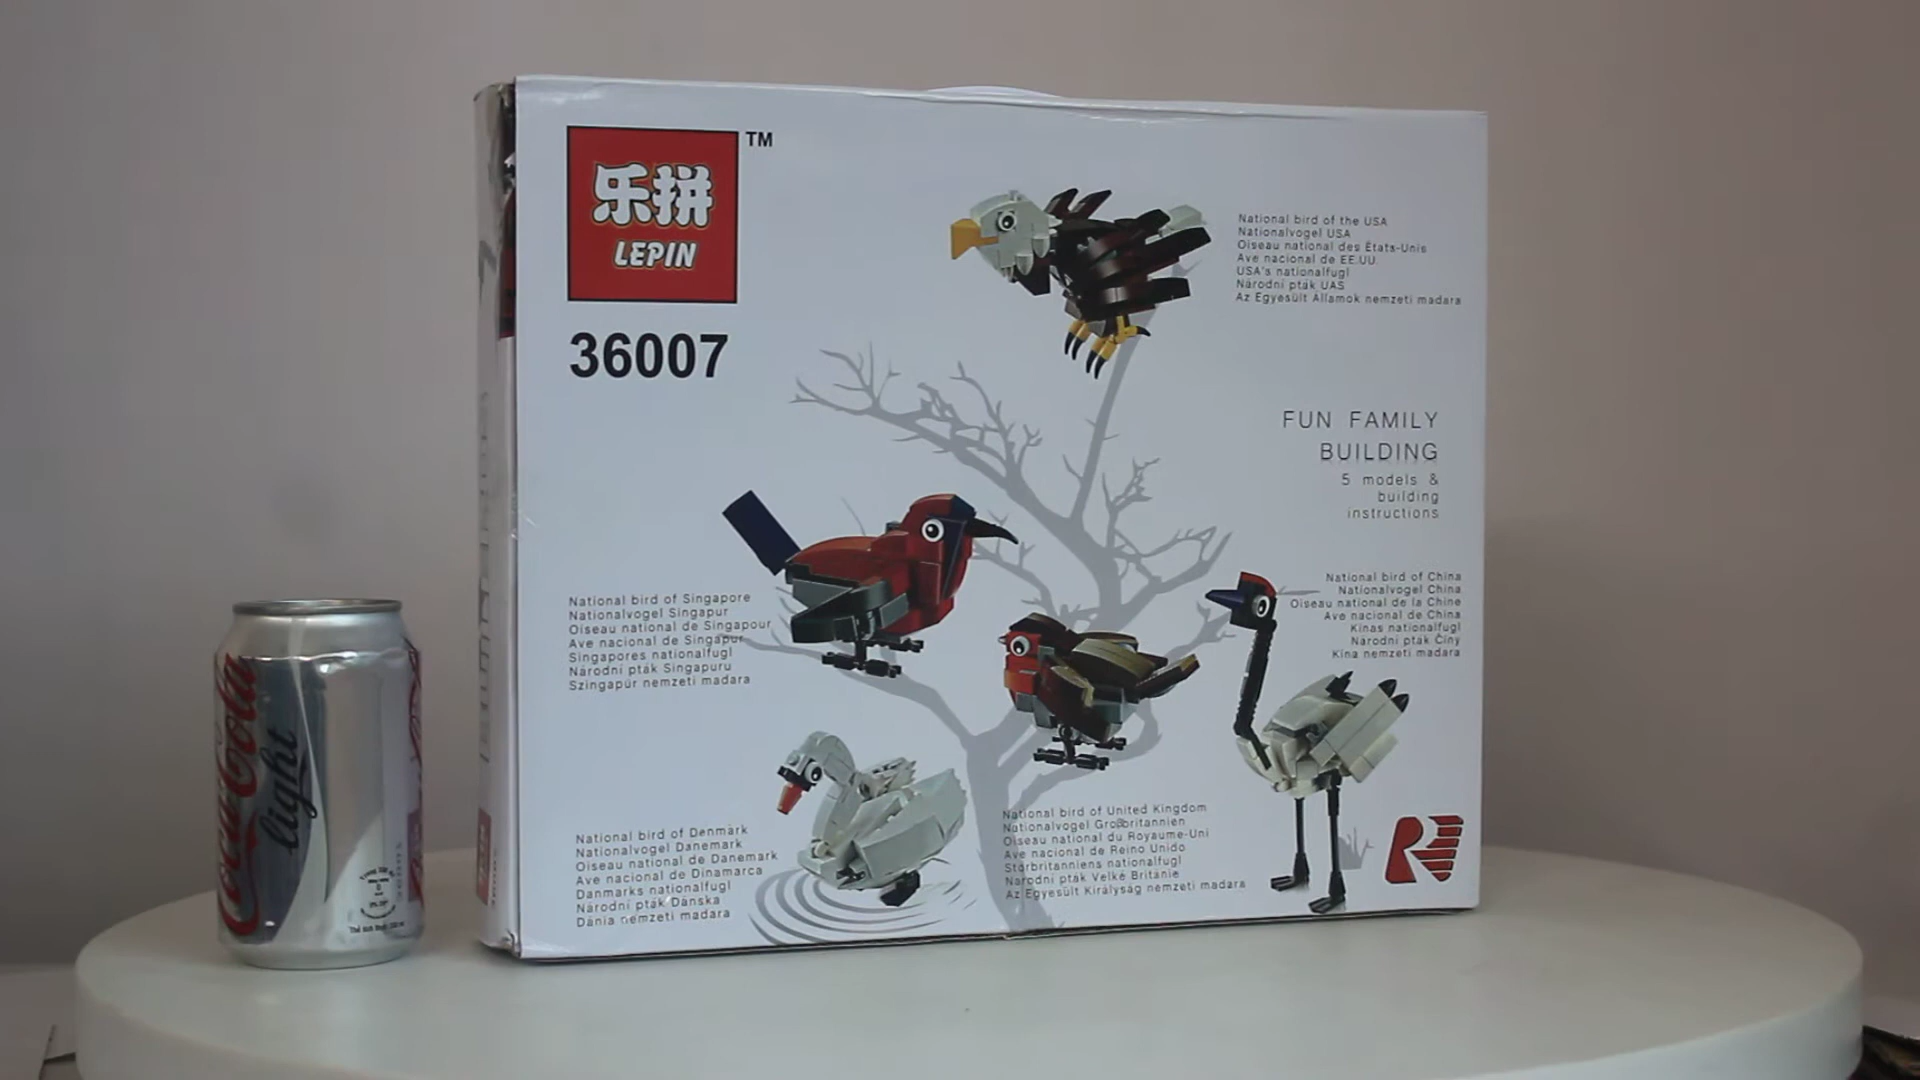 乐拼
LEPIN
TM
36007
National bird of the USA
Nationalvogel USA
Oiseau national des États-Unis
Ave nacional de EE.UU
USA's nationalfugl
Národní pták UAS
Az Egyesült Államok nemzeti madara
FUN FAMILY
BUILDING
5 models &
building
instructions
National bird of Singapore
Nationalvogel Singapur
Oiseau national de Singapour
Ave nacional de Singapur
Singapores nationalfugl
Národní pták Singapuru
Szingapúr nemzeti madara
National bird of China
Nationalvogel China
Oiseau national de la Chine
Ave nacional de China
Kinas nationalfugl
Národní pták Číny
Kína nemzeti madara
National bird of Denmark
Nationalvogel Danemark
Oiseau national de Danemark
Ave nacional de Dinamarca
Danmarks nationalfugl
Národní pták Dánska
Dánia nemzeti madara
National bird of United Kingdom
Nationalvogel Großbritannien
Oiseau national du Royaume-Uni
Ave nacional de Reino Unido
Storbritanniens nationalfugl
Národní pták Velké Británie
Az Egyesült Királyság nemzeti madara
Coca-Cola
light